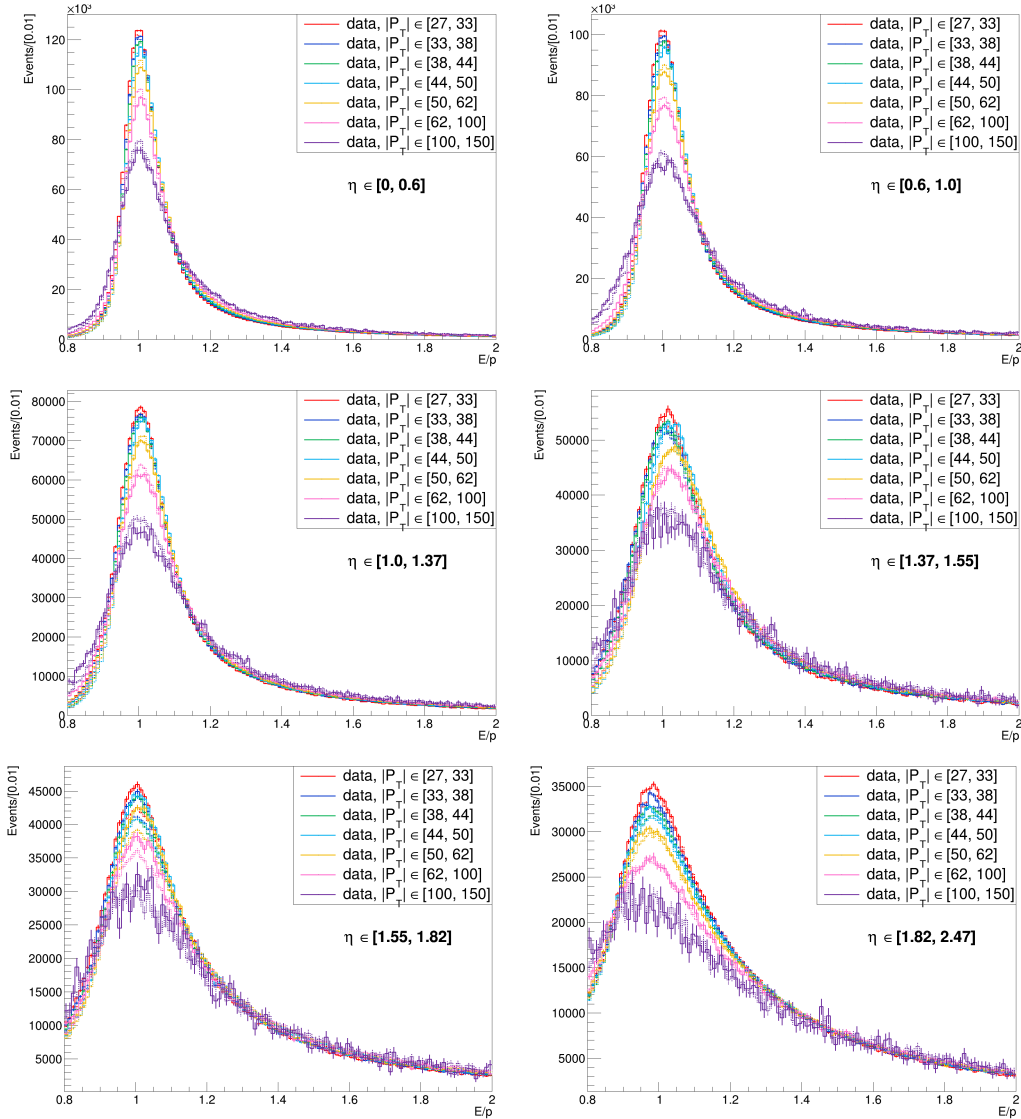 ×10³
Events/[0.01]
120
100
80
60
40
20
0
0.8 1 1.2 1.4 1.6 1.8 2
E/p
data, |P_T| ∈ [27, 33]
data, |P_T| ∈ [33, 38]
data, |P_T| ∈ [38, 44]
data, |P_T| ∈ [44, 50]
data, |P_T| ∈ [50, 62]
data, |P_T| ∈ [62, 100]
data, |P_T| ∈ [100, 150]
η ∈ [0, 0.6]
×10³
Events/[0.01]
100
80
60
40
20
0
0.8 1 1.2 1.4 1.6 1.8 2
E/p
data, |P_T| ∈ [27, 33]
data, |P_T| ∈ [33, 38]
data, |P_T| ∈ [38, 44]
data, |P_T| ∈ [44, 50]
data, |P_T| ∈ [50, 62]
data, |P_T| ∈ [62, 100]
data, |P_T| ∈ [100, 150]
η ∈ [0.6, 1.0]
Events/[0.01]
80000
70000
60000
50000
40000
30000
20000
10000
0
0.8 1 1.2 1.4 1.6 1.8 2
E/p
data, |P_T| ∈ [27, 33]
data, |P_T| ∈ [33, 38]
data, |P_T| ∈ [38, 44]
data, |P_T| ∈ [44, 50]
data, |P_T| ∈ [50, 62]
data, |P_T| ∈ [62, 100]
data, |P_T| ∈ [100, 150]
η ∈ [1.0, 1.37]
Events/[0.01]
50000
40000
30000
20000
10000
0
0.8 1 1.2 1.4 1.6 1.8 2
E/p
data, |P_T| ∈ [27, 33]
data, |P_T| ∈ [33, 38]
data, |P_T| ∈ [38, 44]
data, |P_T| ∈ [44, 50]
data, |P_T| ∈ [50, 62]
data, |P_T| ∈ [62, 100]
data, |P_T| ∈ [100, 150]
η ∈ [1.37, 1.55]
Events/[0.01]
45000
40000
35000
30000
25000
20000
15000
10000
5000
0.8 1 1.2 1.4 1.6 1.8 2
E/p
data, |P_T| ∈ [27, 33]
data, |P_T| ∈ [33, 38]
data, |P_T| ∈ [38, 44]
data, |P_T| ∈ [44, 50]
data, |P_T| ∈ [50, 62]
data, |P_T| ∈ [62, 100]
data, |P_T| ∈ [100, 150]
η ∈ [1.55, 1.82]
Events/[0.01]
35000
30000
25000
20000
15000
10000
5000
0.8 1 1.2 1.4 1.6 1.8 2
E/p
data, |P_T| ∈ [27, 33]
data, |P_T| ∈ [33, 38]
data, |P_T| ∈ [38, 44]
data, |P_T| ∈ [44, 50]
data, |P_T| ∈ [50, 62]
data, |P_T| ∈ [62, 100]
data, |P_T| ∈ [100, 150]
η ∈ [1.82, 2.47]